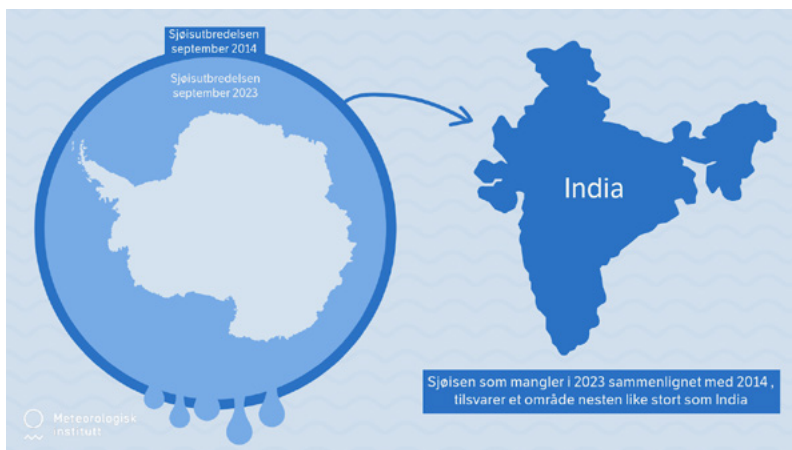 Sjøisutbredelsen
september 2014
Sjøisutbredelsen
september 2023
India
Sjøisen som mangler i 2023 sammenlignet med 2014 ,
tilsvarer et område nesten like stort som India
Meteorologisk
institutt